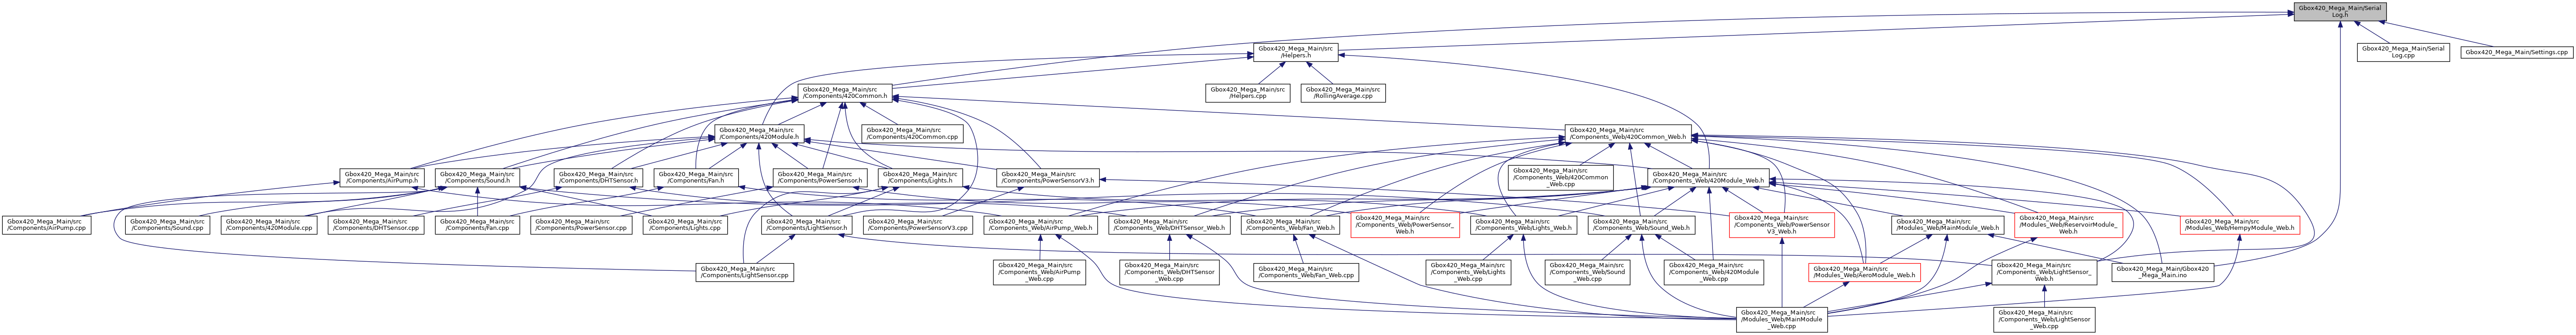 Gbox420_Mega_Main/Serial
Log.h
Gbox420_Mega_Main/src
/Helpers.h
Gbox420_Mega_Main/Serial
Log.cpp
Gbox420_Mega_Main/Settings.cpp
Gbox420_Mega_Main/src
/Components/420Common.h
Gbox420_Mega_Main/src
/Helpers.cpp
Gbox420_Mega_Main/src
/RollingAverage.cpp
Gbox420_Mega_Main/src
/Components/420Module.h
Gbox420_Mega_Main/src
/Components/420Common.cpp
Gbox420_Mega_Main/src
/Components_Web/420Common_Web.h
Gbox420_Mega_Main/src
/Components/AirPump.h
Gbox420_Mega_Main/src
/Components/Sound.h
Gbox420_Mega_Main/src
/Components/DHTSensor.h
Gbox420_Mega_Main/src
/Components/Fan.h
Gbox420_Mega_Main/src
/Components/PowerSensor.h
Gbox420_Mega_Main/src
/Components/Lights.h
Gbox420_Mega_Main/src
/Components/PowerSensorV3.h
Gbox420_Mega_Main/src
/Components_Web/420Common
_Web.cpp
Gbox420_Mega_Main/src
/Components_Web/420Module_Web.h
Gbox420_Mega_Main/src
/Components/AirPump.cpp
Gbox420_Mega_Main/src
/Components/Sound.cpp
Gbox420_Mega_Main/src
/Components/420Module.cpp
Gbox420_Mega_Main/src
/Components/DHTSensor.cpp
Gbox420_Mega_Main/src
/Components/Fan.cpp
Gbox420_Mega_Main/src
/Components/PowerSensor.cpp
Gbox420_Mega_Main/src
/Components/Lights.cpp
Gbox420_Mega_Main/src
/Components/LightSensor.h
Gbox420_Mega_Main/src
/Components/PowerSensorV3.cpp
Gbox420_Mega_Main/src
/Components_Web/AirPump_Web.h
Gbox420_Mega_Main/src
/Components_Web/DHTSensor_Web.h
Gbox420_Mega_Main/src
/Components_Web/Fan_Web.h
Gbox420_Mega_Main/src
/Components_Web/PowerSensor_
Web.h
Gbox420_Mega_Main/src
/Components_Web/Lights_Web.h
Gbox420_Mega_Main/src
/Components_Web/Sound_Web.h
Gbox420_Mega_Main/src
/Components_Web/PowerSensor
V3_Web.h
Gbox420_Mega_Main/src
/Modules_Web/MainModule_Web.h
Gbox420_Mega_Main/src
/Modules_Web/ReservoirModule_
Web.h
Gbox420_Mega_Main/src
/Modules_Web/HempyModule_Web.h
Gbox420_Mega_Main/src
/Components/LightSensor.cpp
Gbox420_Mega_Main/src
/Components_Web/AirPump
_Web.cpp
Gbox420_Mega_Main/src
/Components_Web/DHTSensor
_Web.cpp
Gbox420_Mega_Main/src
/Components_Web/Fan_Web.cpp
Gbox420_Mega_Main/src
/Components_Web/Lights
_Web.cpp
Gbox420_Mega_Main/src
/Components_Web/Sound
_Web.cpp
Gbox420_Mega_Main/src
/Components_Web/420Module
_Web.cpp
Gbox420_Mega_Main/src
/Modules_Web/AeroModule_Web.h
Gbox420_Mega_Main/src
/Components_Web/LightSensor_
Web.h
Gbox420_Mega_Main/Gbox420
_Mega_Main.ino
Gbox420_Mega_Main/src
/Modules_Web/MainModule
_Web.cpp
Gbox420_Mega_Main/src
/Components_Web/LightSensor
_Web.cpp